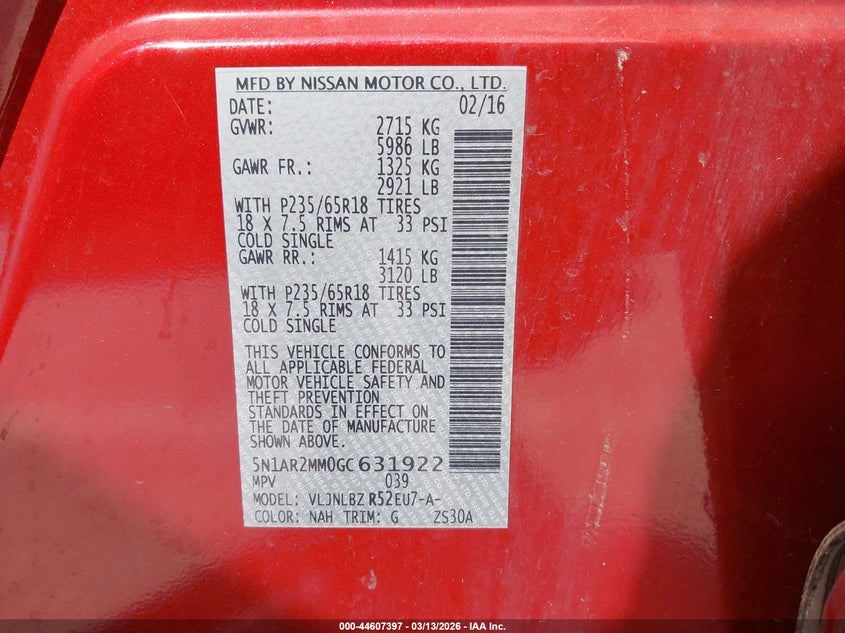 MFD BY NISSAN MOTOR CO., LTD.
DATE: 02/16
GVWR: 2715 KG
5986 LB
GAWR FR.: 1325 KG
2921 LB
WITH P235/65R18 TIRES
18 X 7.5 RIMS AT 33 PSI
COLD SINGLE
GAWR RR.: 1415 KG
3120 LB
WITH P235/65R18 TIRES
18 X 7.5 RIMS AT 33 PSI
COLD SINGLE
THIS VEHICLE CONFORMS TO
ALL APPLICABLE FEDERAL
MOTOR VEHICLE SAFETY AND
THEFT PREVENTION
STANDARDS IN EFFECT ON
THE DATE OF MANUFACTURE
SHOWN ABOVE.
5N1AR2MM0GC631922
MPV 039
MODEL: VLJNLBZ R52EU7-A-
COLOR: NAH TRIM: G ZS30A
000-44607397 - 03/13/2026 - IAA Inc.